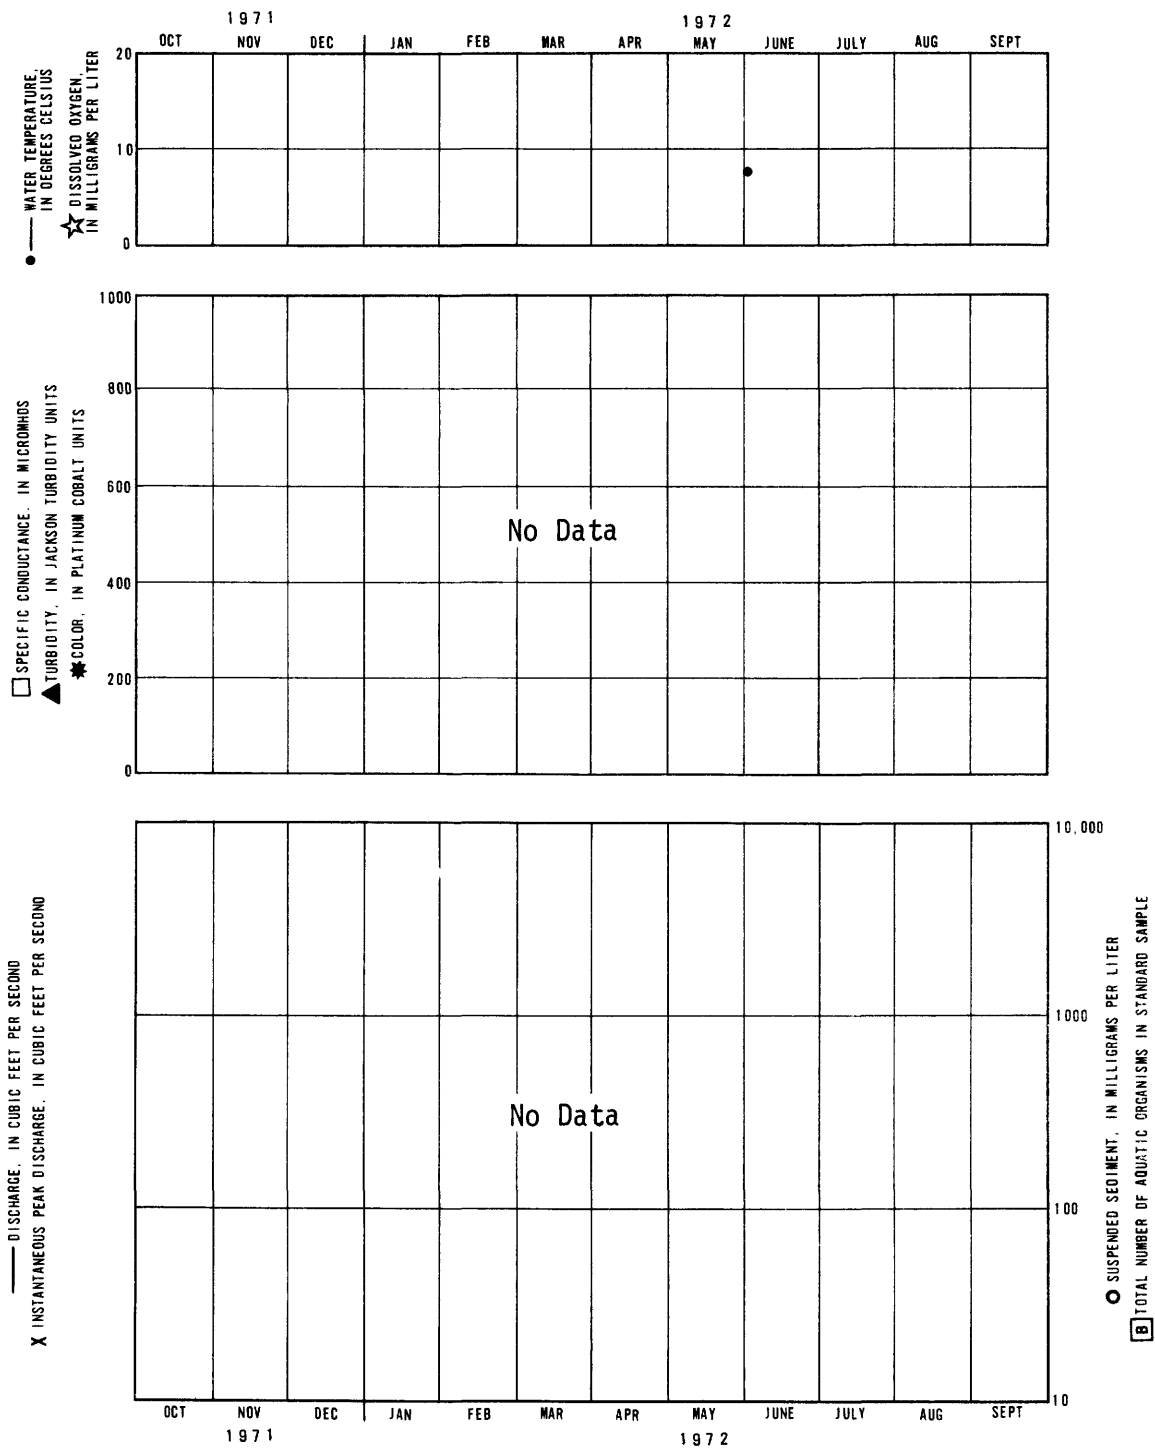 1971 1972
OCT NOV DEC JAN FEB MAR APR MAY JUNE JULY AUG SEPT
WATER TEMPERATURE,
IN DEGREES CELSIUS
DISSOLVED OXYGEN,
IN MILLIGRAMS PER LITER
20
10
0
SPECIFIC CONDUCTANCE, IN MICROMHOS
TURBIDITY, IN JACKSON TURBIDITY UNITS
COLOR, IN PLATINUM COBALT UNITS
1000
800
600
No Data
400
200
0
DISCHARGE, IN CUBIC FEET PER SECOND
X INSTANTANEOUS PEAK DISCHARGE, IN CUBIC FEET PER SECOND
10,000
1000
No Data
100
10
SUSPENDED SEDIMENT, IN MILLIGRAMS PER LITER
B TOTAL NUMBER OF AQUATIC ORGANISMS IN STANDARD SAMPLE
OCT NOV DEC JAN FEB MAR APR MAY JUNE JULY AUG SEPT
1971 1972